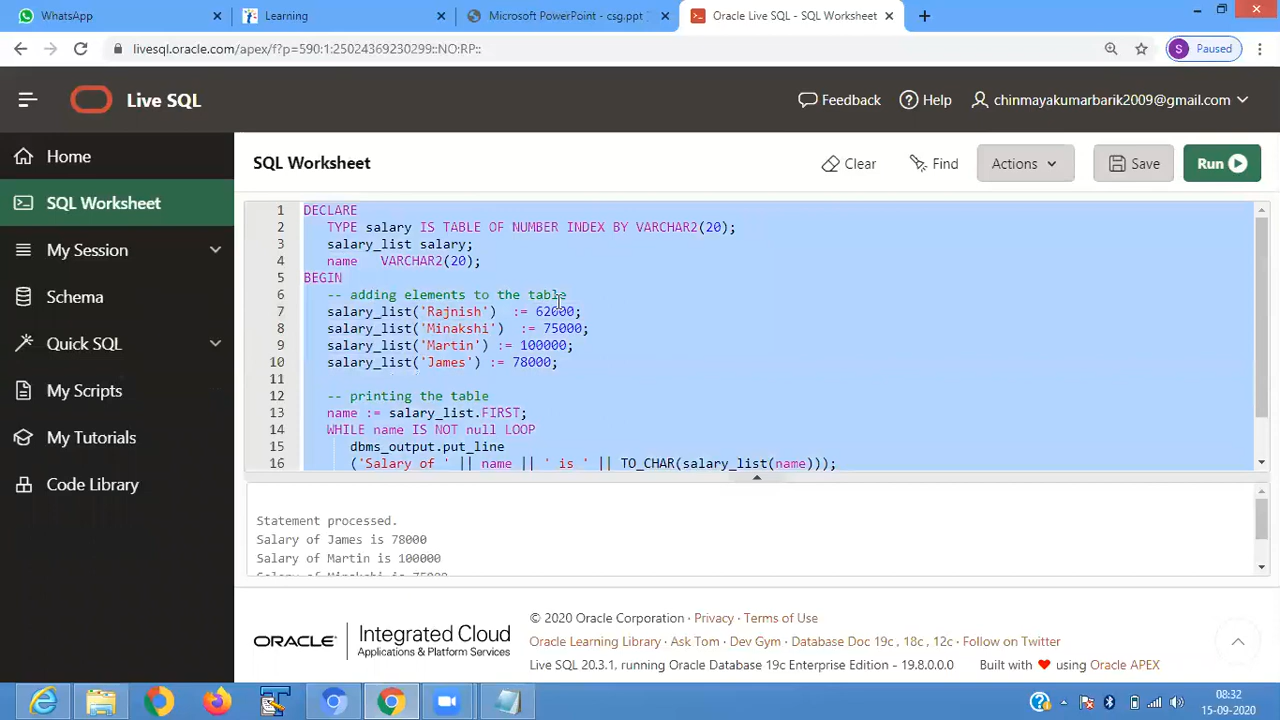 WhatsApp
Learning
Microsoft PowerPoint - csg.ppt
Oracle Live SQL - SQL Worksheet
livesql.oracle.com/apex/f?p=590:1:25024369230299::NO:RP::
S Paused
Live SQL
Feedback
Help
chinmayakumarbarik2009@gmail.com
Home
SQL Worksheet
My Session
Schema
Quick SQL
My Scripts
My Tutorials
Code Library
SQL Worksheet
Clear
Find
Actions
Save
Run
1 DECLARE
2 TYPE salary IS TABLE OF NUMBER INDEX BY VARCHAR2(20);
3 salary_list salary;
4 name VARCHAR2(20);
5 BEGIN
6 -- adding elements to the table
7 salary_list('Rajnish') := 62000;
8 salary_list('Minakshi') := 75000;
9 salary_list('Martin') := 100000;
10 salary_list('James') := 78000;
11
12 -- printing the table
13 name := salary_list.FIRST;
14 WHILE name IS NOT null LOOP
15 dbms_output.put_line
16 ('Salary of ' || name || ' is ' || TO_CHAR(salary_list(name)));
Statement processed.
Salary of James is 78000
Salary of Martin is 100000
Salary of Minakshi is 75000
ORACLE
Integrated Cloud
Applications & Platform Services
© 2020 Oracle Corporation · Privacy · Terms of Use
Oracle Learning Library · Ask Tom · Dev Gym · Database Doc 19c , 18c , 12c · Follow on Twitter
Live SQL 20.3.1, running Oracle Database 19c Enterprise Edition - 19.8.0.0.0 Built with ❤ using Oracle APEX
08:32
15-09-2020